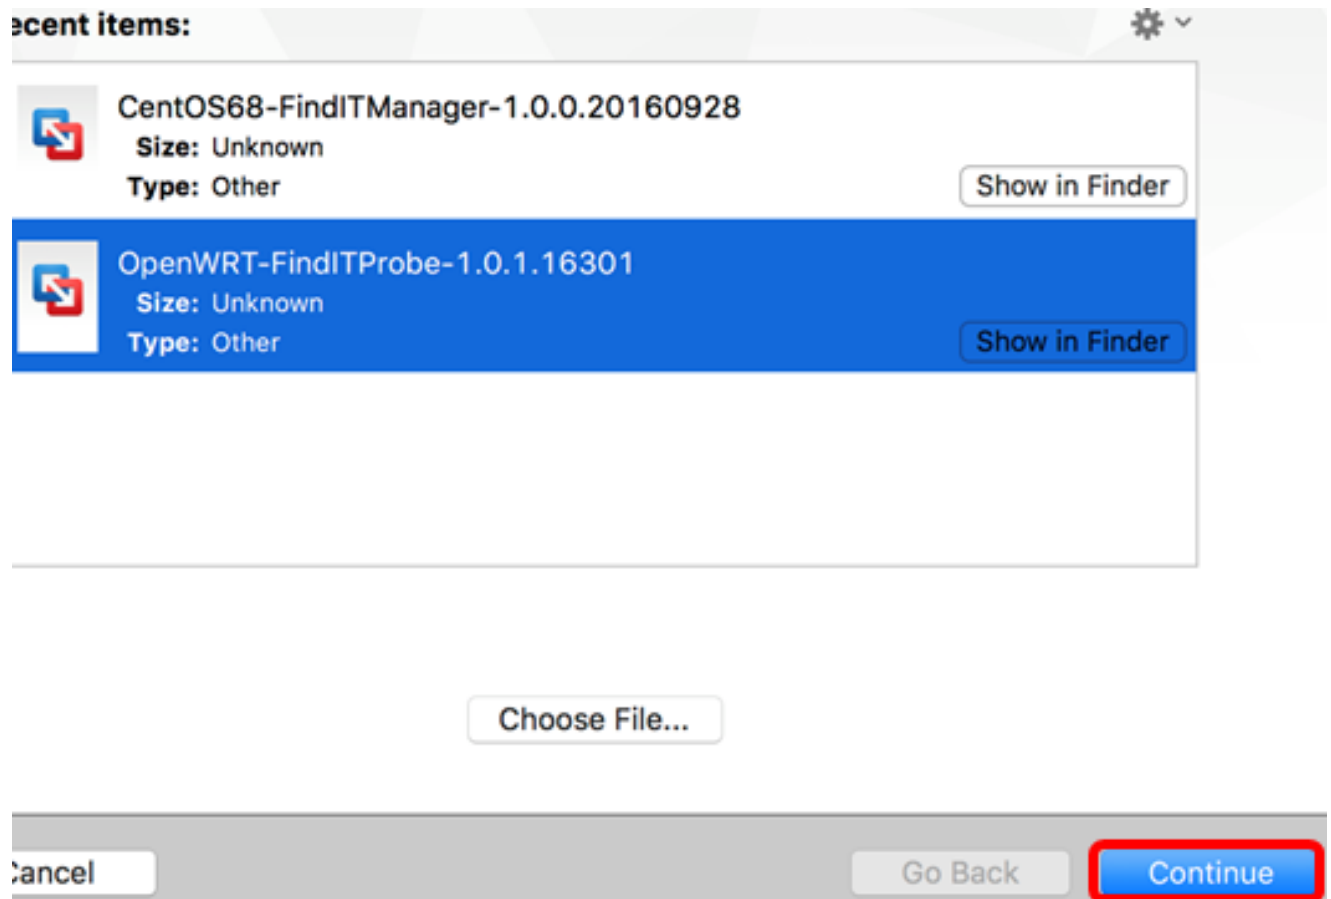 ecent items:
CentOS68-FindITManager-1.0.0.20160928
Size: Unknown
Type: Other
Show in Finder
OpenWRT-FindITProbe-1.0.1.16301
Size: Unknown
Type: Other
Show in Finder
Choose File...
Cancel
Go Back
Continue